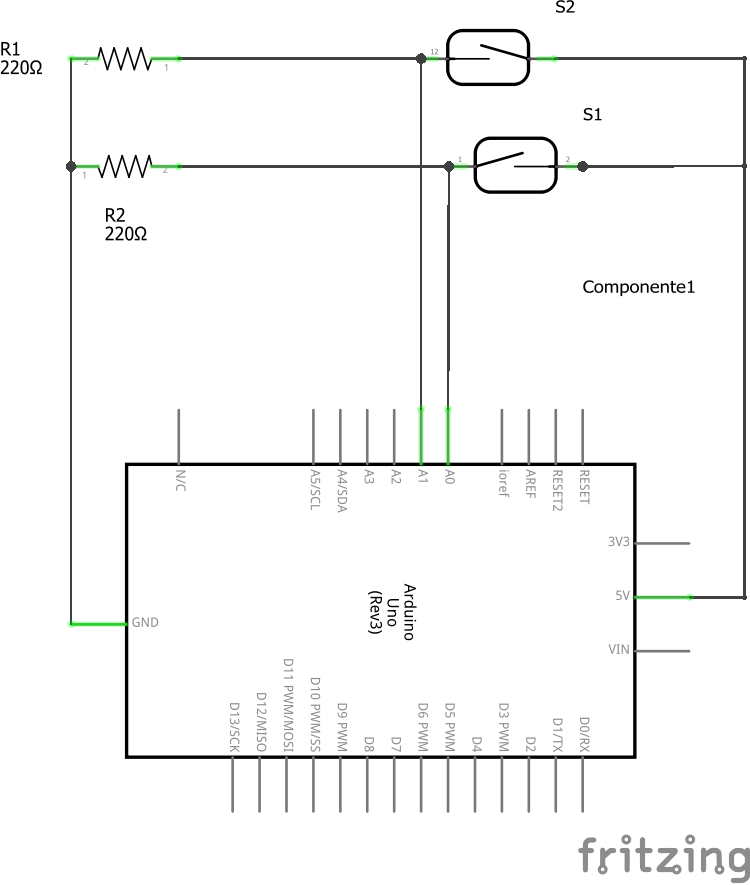 S2
R1
220Ω
2
1
12
S1
1
2
1
2
R2
220Ω
Componente1
N/C
A5/SCL
A4/SDA
A3
A2
A1
A0
ioref
AREF
RESET2
RESET
3V3
5V
VIN
GND
Arduino
Uno
(Rev3)
D13/SCK
D12/MISO
D11 PWM/MOSI
D10 PWM/SS
D9 PWM
D8
D7
D6 PWM
D5 PWM
D4
D3 PWM
D2
D1/TX
D0/RX
fritzing